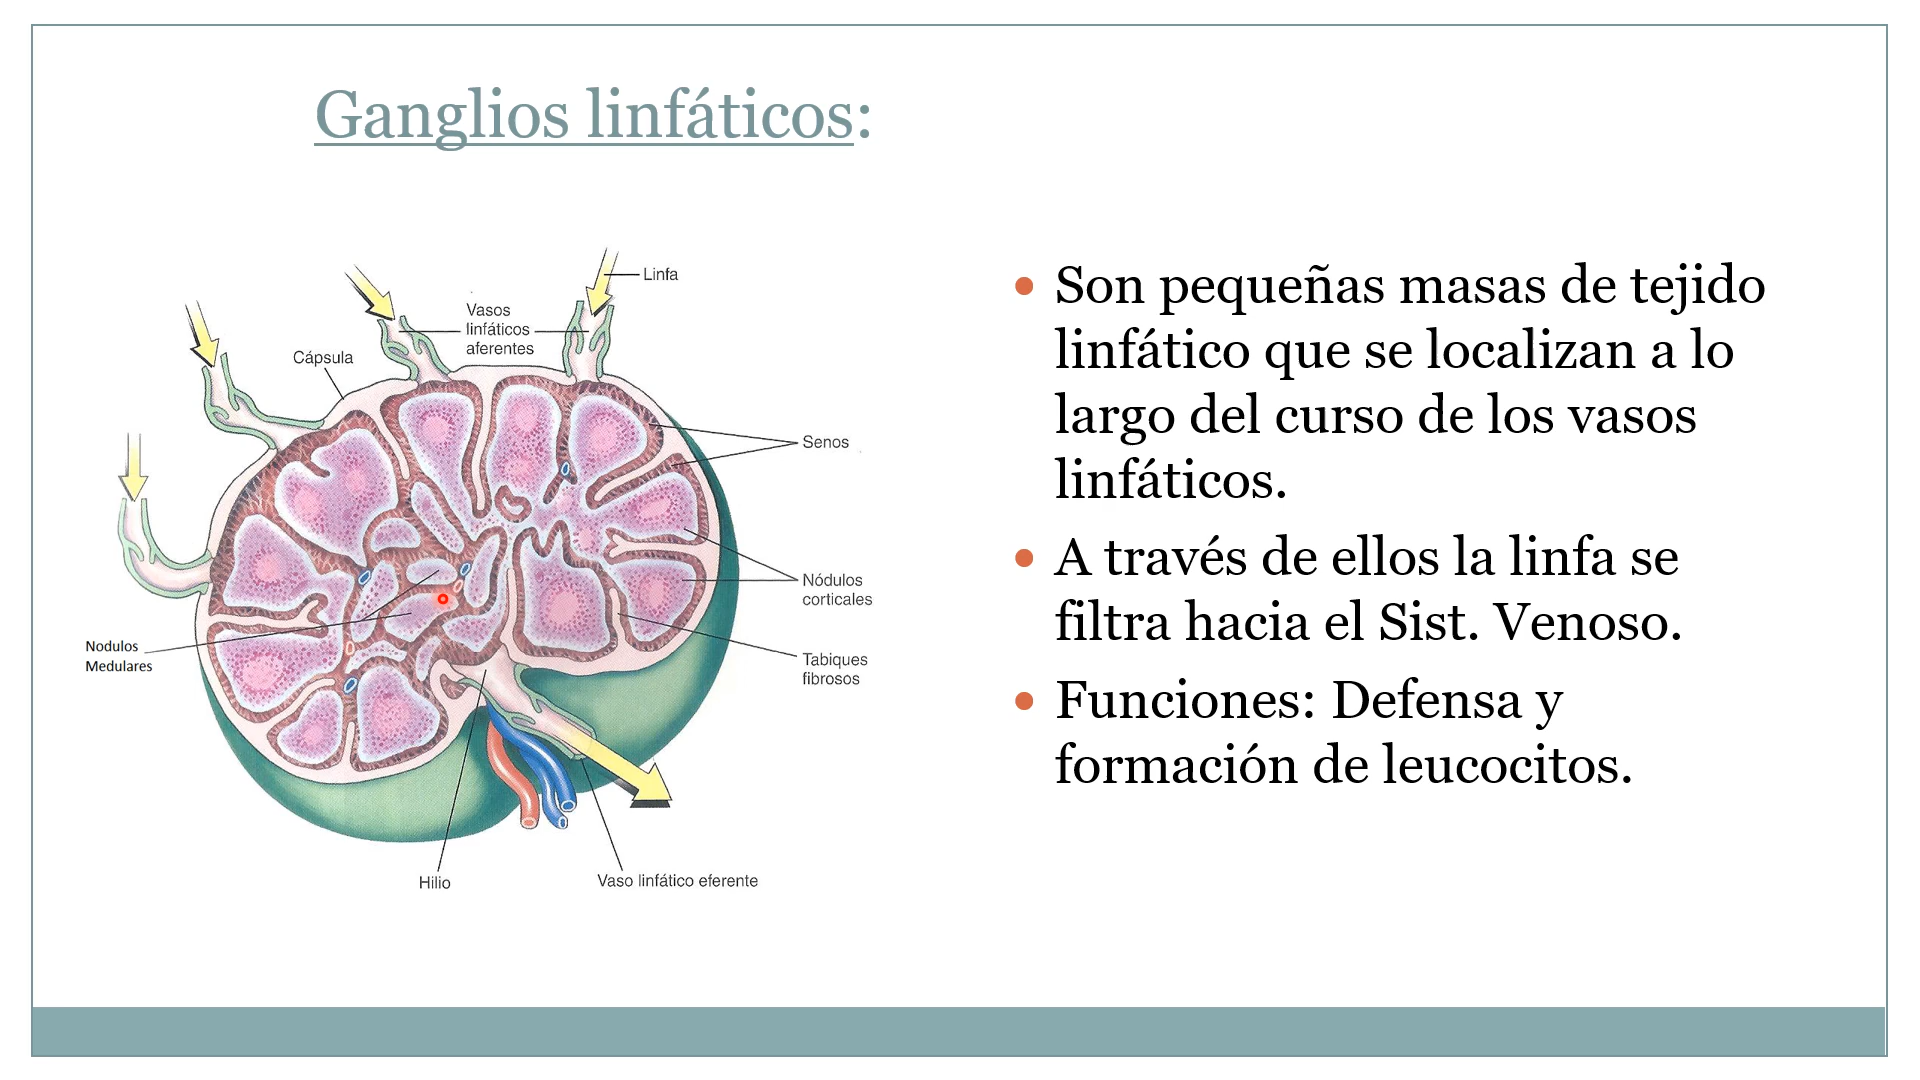 Ganglios linfáticos:
Linfa
Vasos
linfáticos
aferentes
Cápsula
Senos
Nódulos
corticales
Nodulos
Medulares
Tabiques
fibrosos
Hilio
Vaso linfático eferente
• Son pequeñas masas de tejido
linfático que se localizan a lo
largo del curso de los vasos
linfáticos.
• A través de ellos la linfa se
filtra hacia el Sist. Venoso.
• Funciones: Defensa y
formación de leucocitos.